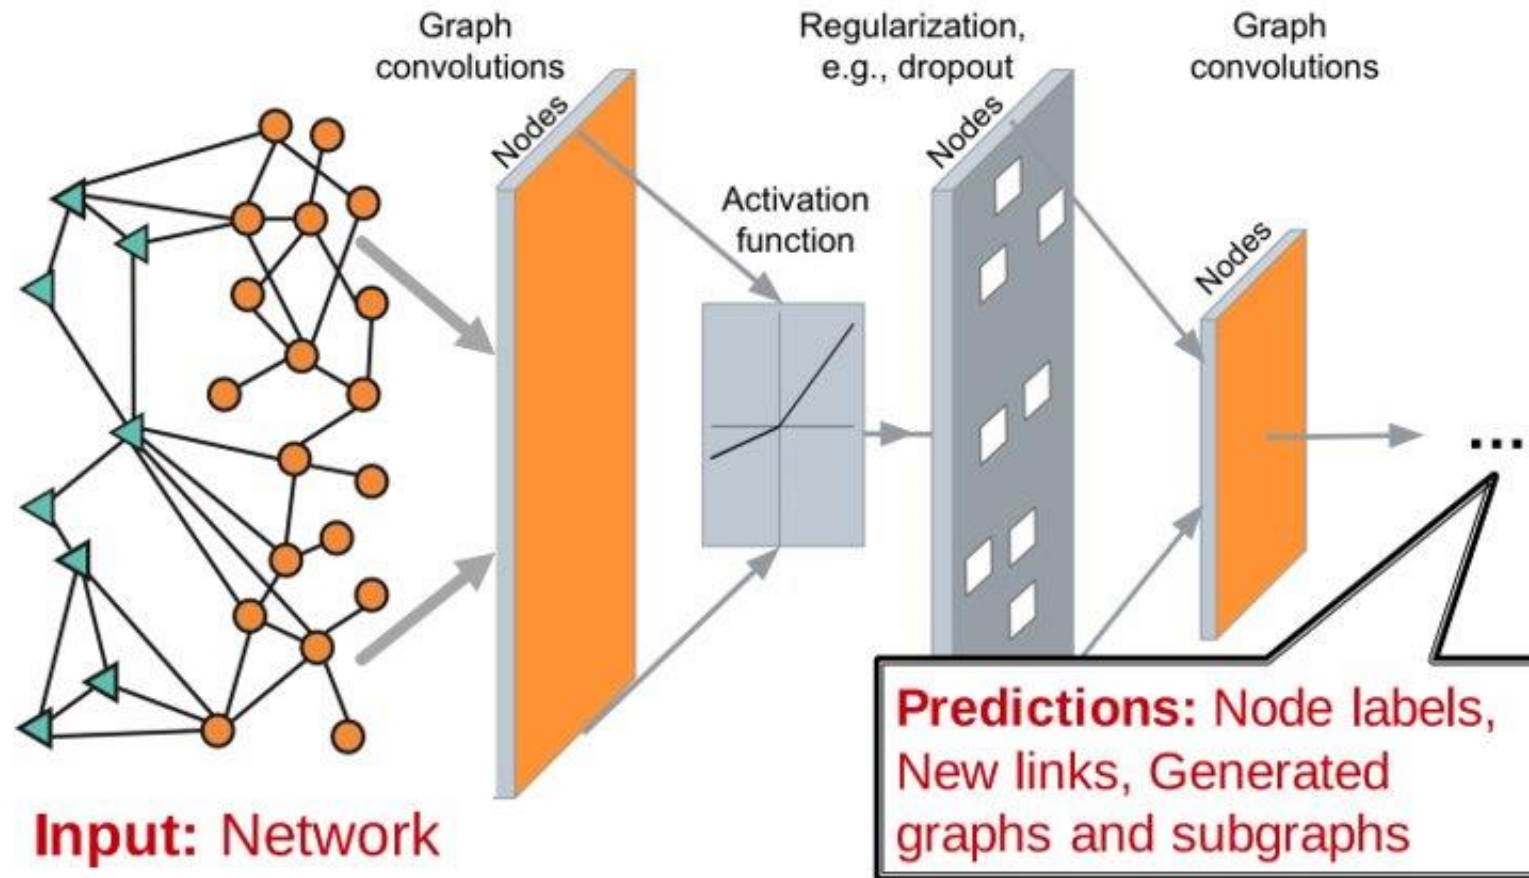 Graph
convolutions
Regularization,
e.g., dropout
Graph
convolutions
Nodes
Nodes
Activation
function
Nodes
...
Predictions: Node labels,
New links, Generated
graphs and subgraphs
Input: Network